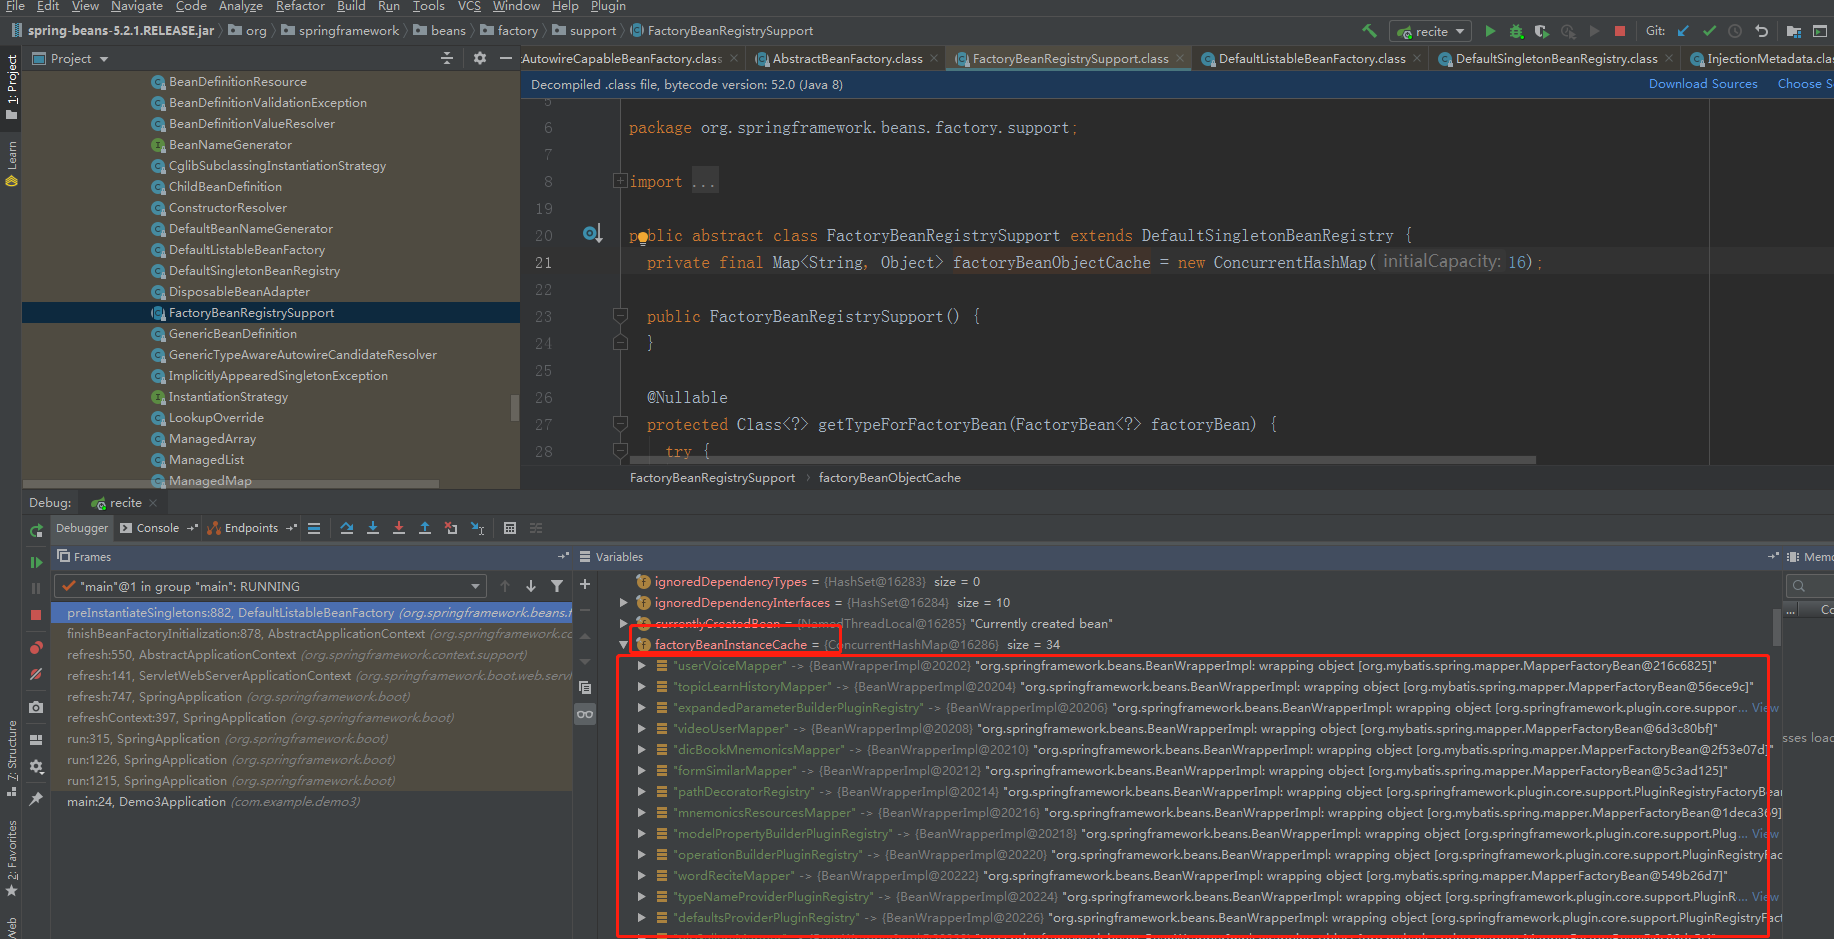 File Edit View Navigate Code Analyze Refactor Build Run Tools VCS Window Help Plugin
spring-beans-5.2.1.RELEASE.jar org springframework beans factory support FactoryBeanRegistrySupport recite Git:
Project AutowireCapableBeanFactory.class AbstractBeanFactory.class FactoryBeanRegistrySupport.class DefaultListableBeanFactory.class DefaultSingletonBeanRegistry.class InjectionMetadata.clas
1: Project
Learn
7: Structure
2: Favorites
Web
BeanDefinitionResource
BeanDefinitionValidationException
BeanDefinitionValueResolver
BeanNameGenerator
CglibSubclassingInstantiationStrategy
ChildBeanDefinition
ConstructorResolver
DefaultBeanNameGenerator
DefaultListableBeanFactory
DefaultSingletonBeanRegistry
DisposableBeanAdapter
FactoryBeanRegistrySupport
GenericBeanDefinition
GenericTypeAwareAutowireCandidateResolver
ImplicitlyAppearedSingletonException
InstantiationStrategy
LookupOverride
ManagedArray
ManagedList
ManagedMap
Decompiled .class file, bytecode version: 52.0 (Java 8) Download Sources Choose S
5
6 package org.springframework.beans.factory.support;
7
8 import ...
19
20 public abstract class FactoryBeanRegistrySupport extends DefaultSingletonBeanRegistry {
21 private final Map<String, Object> factoryBeanObjectCache = new ConcurrentHashMap( initialCapacity: 16);
22
23 public FactoryBeanRegistrySupport() {
24 }
25
26 @Nullable
27 protected Class<?> getTypeForFactoryBean(FactoryBean<?> factoryBean) {
28 try {
FactoryBeanRegistrySupport › factoryBeanObjectCache
Debug: recite
Debugger Console Endpoints
Frames
"main"@1 in group "main": RUNNING
preInstantiateSingletons:882, DefaultListableBeanFactory (org.springframework.beans.f
finishBeanFactoryInitialization:878, AbstractApplicationContext (org.springframework.co
refresh:550, AbstractApplicationContext (org.springframework.context.support)
refresh:141, ServletWebServerApplicationContext (org.springframework.boot.web.servl
refresh:747, SpringApplication (org.springframework.boot)
refreshContext:397, SpringApplication (org.springframework.boot)
run:315, SpringApplication (org.springframework.boot)
run:1226, SpringApplication (org.springframework.boot)
run:1215, SpringApplication (org.springframework.boot)
main:24, Demo3Application (com.example.demo3)
Variables
ignoredDependencyTypes = {HashSet@16283} size = 0
ignoredDependencyInterfaces = {HashSet@16284} size = 10
currentlyCreatedBean = {NamedThreadLocal@16285} "Currently created bean"
factoryBeanInstanceCache = {ConcurrentHashMap@16286} size = 34
"userVoiceMapper" -> {BeanWrapperImpl@20202} "org.springframework.beans.BeanWrapperImpl: wrapping object [org.mybatis.spring.mapper.MapperFactoryBean@216c6825]"
"topicLearnHistoryMapper" -> {BeanWrapperImpl@20204} "org.springframework.beans.BeanWrapperImpl: wrapping object [org.mybatis.spring.mapper.MapperFactoryBean@56ece9c]"
"expandedParameterBuilderPluginRegistry" -> {BeanWrapperImpl@20206} "org.springframework.beans.BeanWrapperImpl: wrapping object [org.springframework.plugin.core.suppor... View
"videoUserMapper" -> {BeanWrapperImpl@20208} "org.springframework.beans.BeanWrapperImpl: wrapping object [org.mybatis.spring.mapper.MapperFactoryBean@6d3c80bf]"
"dicBookMnemonicsMapper" -> {BeanWrapperImpl@20210} "org.springframework.beans.BeanWrapperImpl: wrapping object [org.mybatis.spring.mapper.MapperFactoryBean@2f53e07d]"
"formSimilarMapper" -> {BeanWrapperImpl@20212} "org.springframework.beans.BeanWrapperImpl: wrapping object [org.mybatis.spring.mapper.MapperFactoryBean@5c3ad125]"
"pathDecoratorRegistry" -> {BeanWrapperImpl@20214} "org.springframework.beans.BeanWrapperImpl: wrapping object [org.springframework.plugin.core.support.PluginRegistryFactoryBean
"mnemonicsResourcesMapper" -> {BeanWrapperImpl@20216} "org.springframework.beans.BeanWrapperImpl: wrapping object [org.mybatis.spring.mapper.MapperFactoryBean@1deca369]
"modelPropertyBuilderPluginRegistry" -> {BeanWrapperImpl@20218} "org.springframework.beans.BeanWrapperImpl: wrapping object [org.springframework.plugin.core.support.Plug... View
"operationBuilderPluginRegistry" -> {BeanWrapperImpl@20220} "org.springframework.beans.BeanWrapperImpl: wrapping object [org.springframework.plugin.core.support.PluginRegistryFac
"wordReciteMapper" -> {BeanWrapperImpl@20222} "org.springframework.beans.BeanWrapperImpl: wrapping object [org.mybatis.spring.mapper.MapperFactoryBean@549b26d7]"
"typeNameProviderPluginRegistry" -> {BeanWrapperImpl@20224} "org.springframework.beans.BeanWrapperImpl: wrapping object [org.springframework.plugin.core.support.PluginR... View
"defaultsProviderPluginRegistry" -> {BeanWrapperImpl@20226} "org.springframework.beans.BeanWrapperImpl: wrapping object [org.springframework.plugin.core.support.PluginRegistryFact
Memo
... Co
sses load